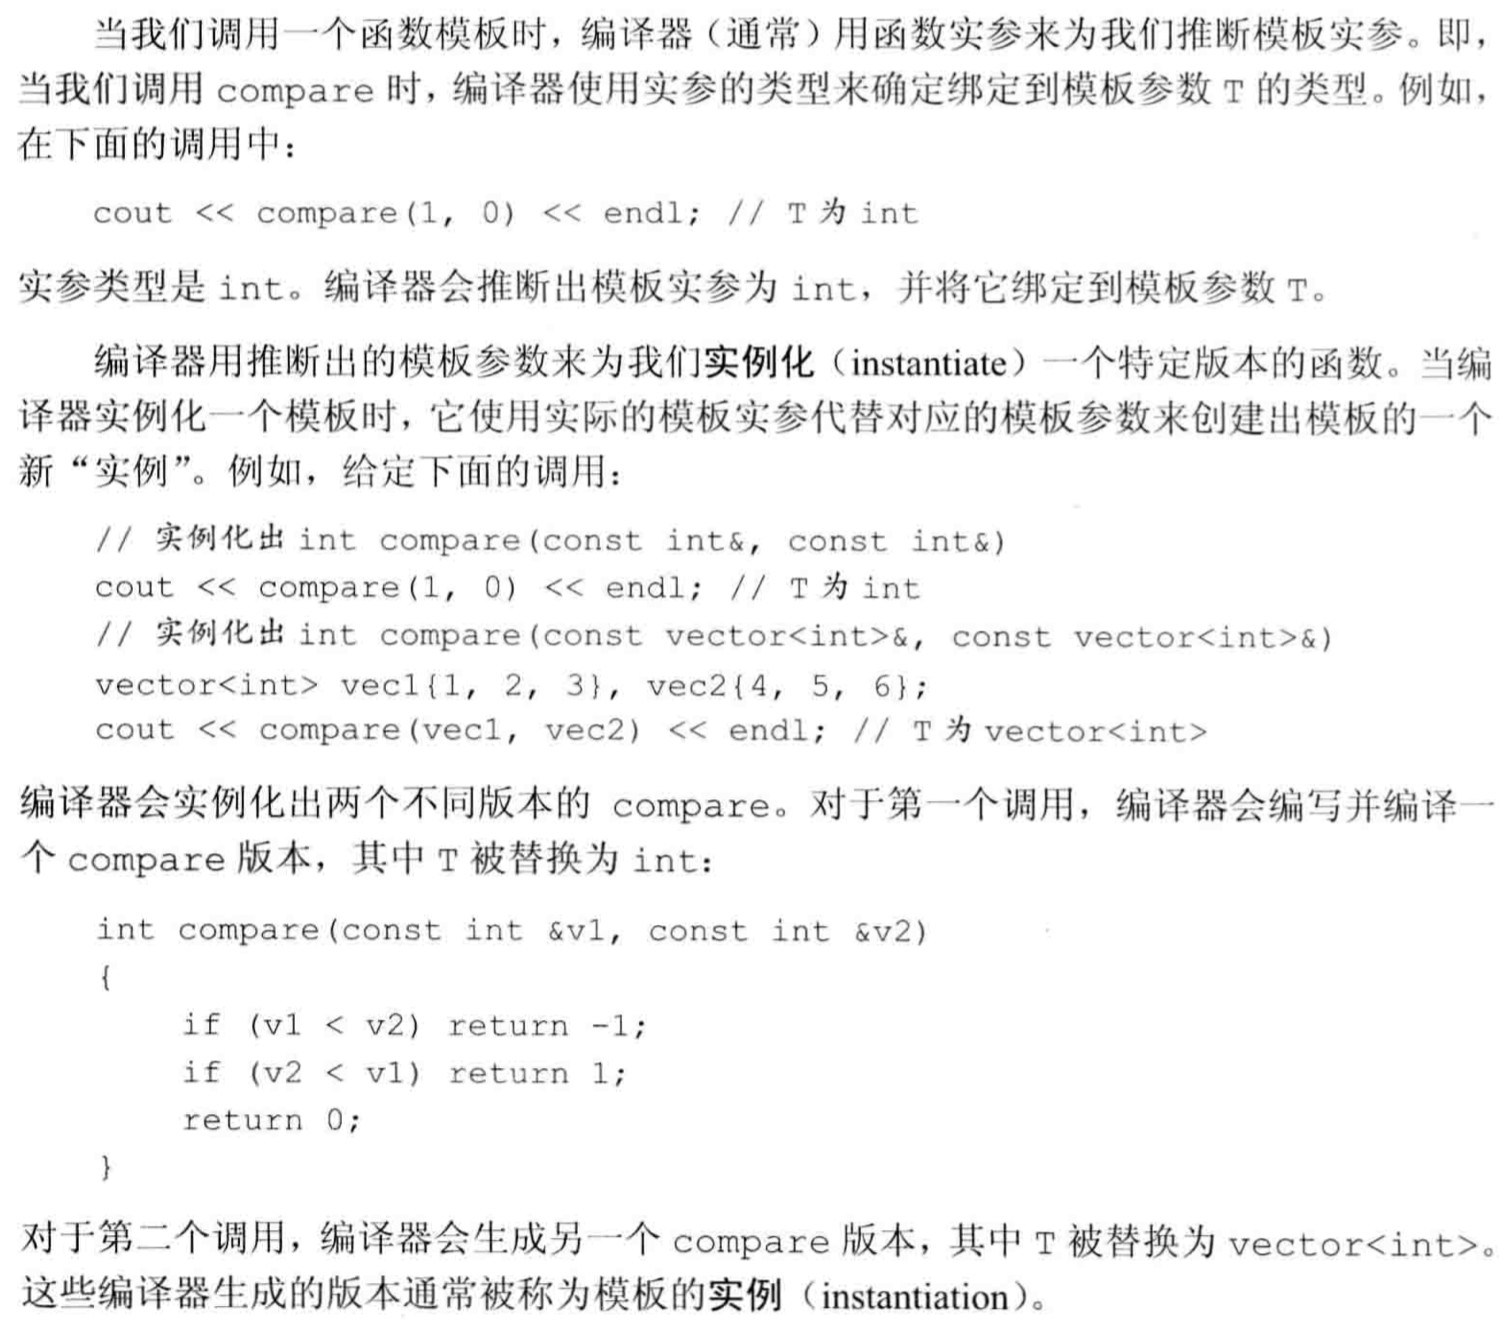 当我们调用一个函数模板时，编译器（通常）用函数实参来为我们推断模板实参。即，
当我们调用 compare 时，编译器使用实参的类型来确定绑定到模板参数 T 的类型。例如，
在下面的调用中：
cout << compare(1, 0) << endl; // T 为 int
实参类型是 int。编译器会推断出模板实参为 int，并将它绑定到模板参数 T。
编译器用推断出的模板参数来为我们实例化（instantiate）一个特定版本的函数。当编
译器实例化一个模板时，它使用实际的模板实参代替对应的模板参数来创建出模板的一个
新“实例”。例如，给定下面的调用：
// 实例化出 int compare(const int&, const int&)
cout << compare(1, 0) << endl; // T 为 int
// 实例化出 int compare(const vector<int>&, const vector<int>&)
vector<int> vec1{1, 2, 3}, vec2{4, 5, 6};
cout << compare(vec1, vec2) << endl; // T 为 vector<int>
编译器会实例化出两个不同版本的 compare。对于第一个调用，编译器会编写并编译一
个 compare 版本，其中 T 被替换为 int：
int compare(const int &v1, const int &v2)
{
if (v1 < v2) return -1;
if (v2 < v1) return 1;
return 0;
}
对于第二个调用，编译器会生成另一个 compare 版本，其中 T 被替换为 vector<int>。
这些编译器生成的版本通常被称为模板的实例（instantiation）。